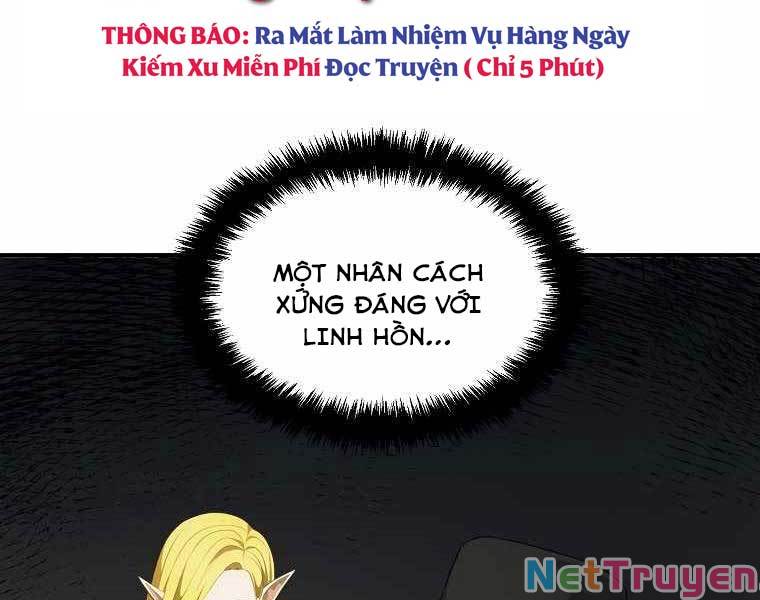 THÔNG BÁO: Ra Mắt Làm Nhiệm Vụ Hàng Ngày
Kiếm Xu Miễn Phí Đọc Truyện ( Chỉ 5 Phút)
MỘT NHÂN CÁCH
XỨNG ĐÁNG VỚI
LINH HỒN...
NetTruyen